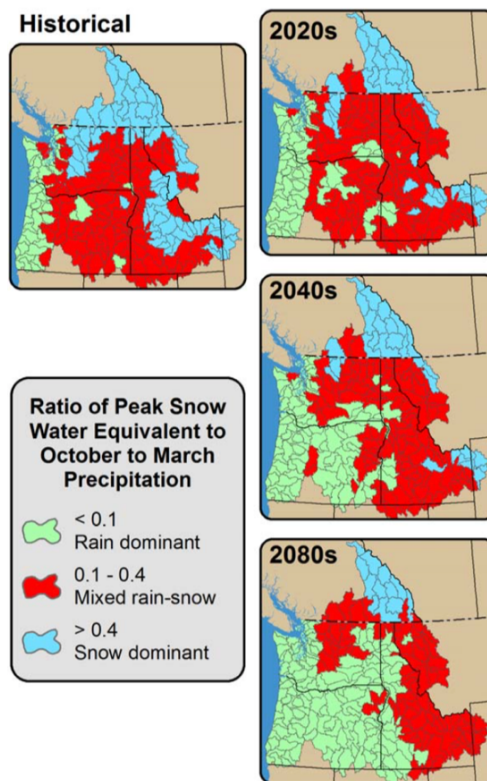 Historical
2020s
2040s
Ratio of Peak Snow
Water Equivalent to
October to March
Precipitation
< 0.1
Rain dominant
0.1 - 0.4
Mixed rain-snow
> 0.4
Snow dominant
2080s